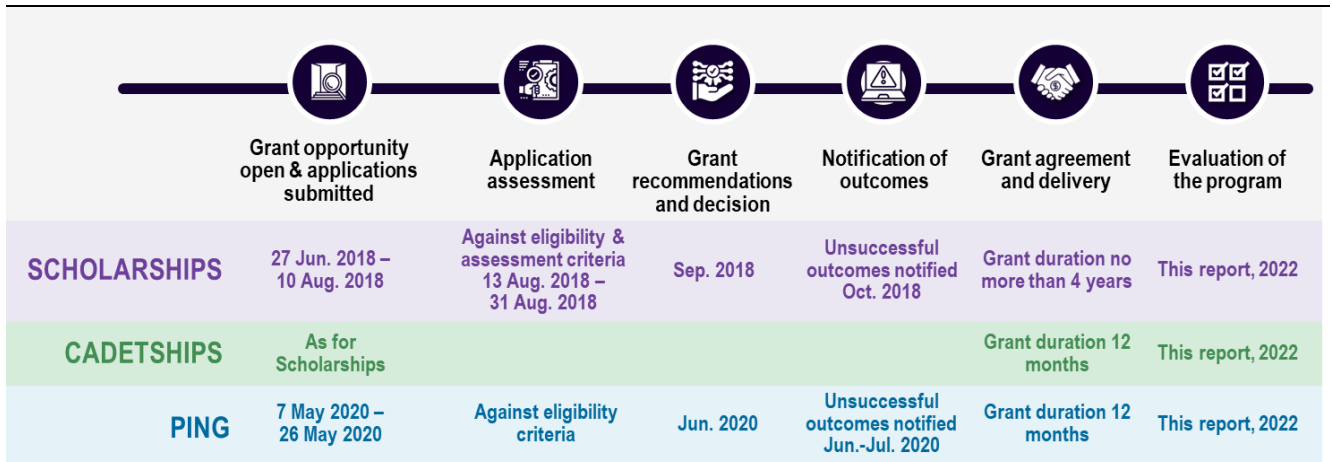 Grant opportunity
open & applications
submitted
Application
assessment
Grant
recommendations
and decision
Notification of
outcomes
Grant agreement
and delivery
Evaluation of
the program
SCHOLARSHIPS
27 Jun. 2018 –
10 Aug. 2018
Against eligibility &
assessment criteria
13 Aug. 2018 –
31 Aug. 2018
Sep. 2018
Unsuccessful
outcomes notified
Oct. 2018
Grant duration no
more than 4 years
This report, 2022
CADETSHIPS
As for
Scholarships
Grant duration 12
months
This report, 2022
PING
7 May 2020 –
26 May 2020
Against eligibility
criteria
Jun. 2020
Unsuccessful
outcomes notified
Jun.-Jul. 2020
Grant duration 12
months
This report, 2022